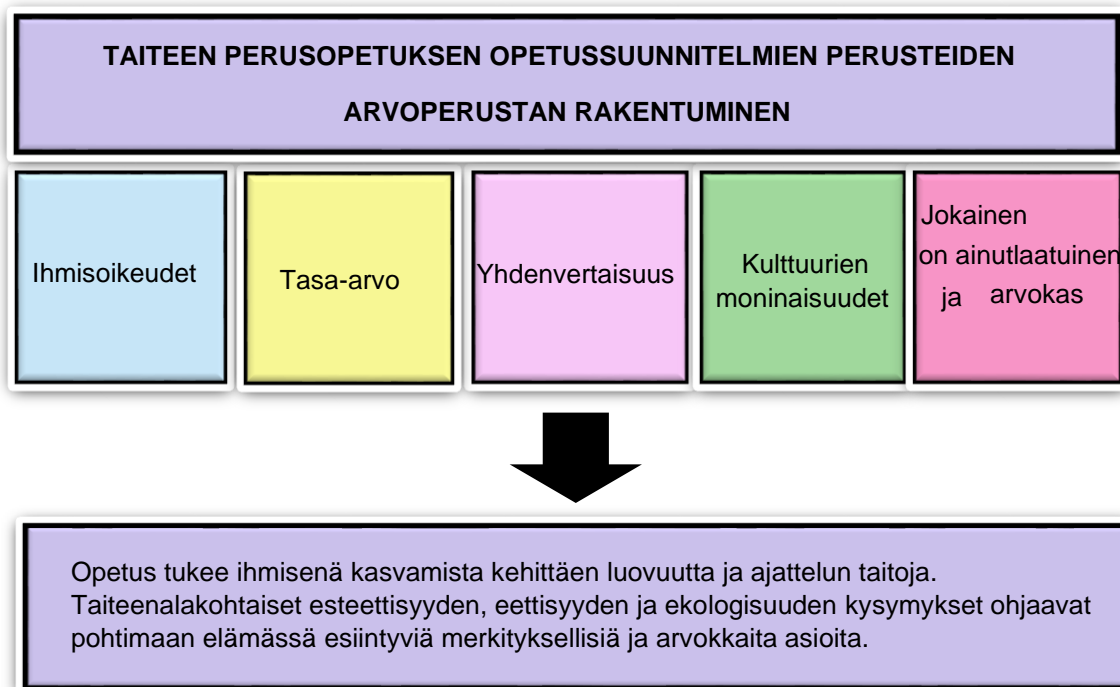 TAITEEN PERUSOPETUKSEN OPETUSSUUNNITELMIEN PERUSTEIDEN
ARVOPERUSTAN RAKENTUMINEN
Ihmisoikeudet
Tasa-arvo
Yhdenvertaisuus
Kulttuurien
moninaisuudet
Jokainen
on ainutlaatuinen
ja arvokas
Opetus tukee ihmisenä kasvamista kehittäen luovuutta ja ajattelun taitoja.
Taiteenalakohtaiset esteettisyyden, eettisyyden ja ekologisuuden kysymykset ohjaavat
pohtimaan elämässä esiintyviä merkityksellisiä ja arvokkaita asioita.